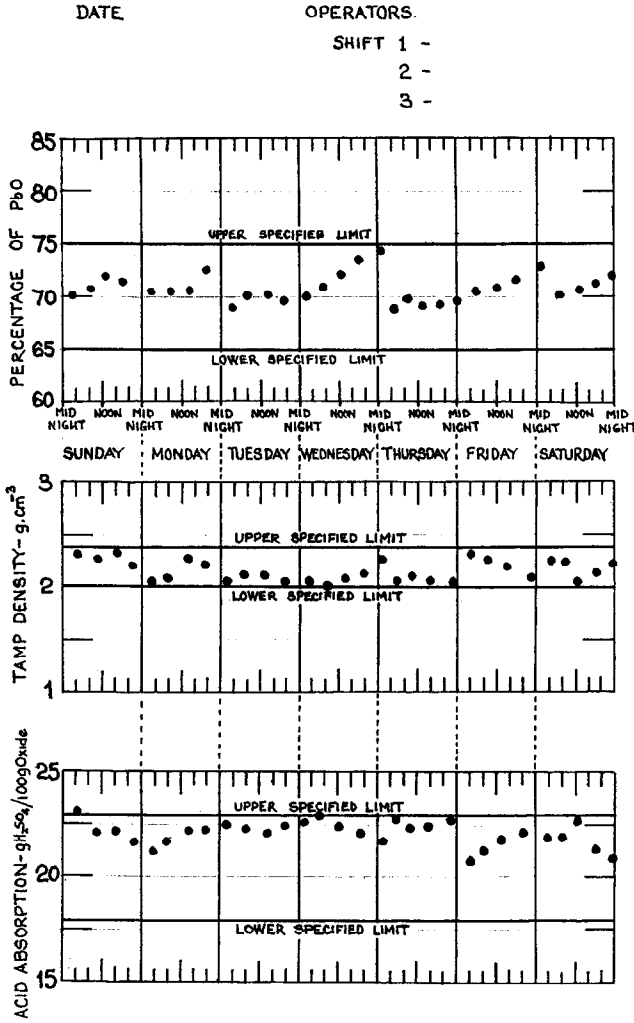 DATE OPERATORS.
SHIFT 1 -
2 -
3 -
PERCENTAGE OF PbO
85
80
75
70
65
60
UPPER SPECIFIED LIMIT
LOWER SPECIFIED LIMIT
MID NIGHT NOON MID NIGHT NOON MID NIGHT NOON MID NIGHT NOON MID NIGHT NOON MID NIGHT NOON MID NIGHT NOON MID NIGHT
SUNDAY MONDAY TUESDAY WEDNESDAY THURSDAY FRIDAY SATURDAY
TAMP DENSITY - g.cm⁻³
3
2
1
UPPER SPECIFIED LIMIT
LOWER SPECIFIED LIMIT
ACID ABSORPTION - gH₂SO₄/100gOxide
25
20
15
UPPER SPECIFIED LIMIT
LOWER SPECIFIED LIMIT